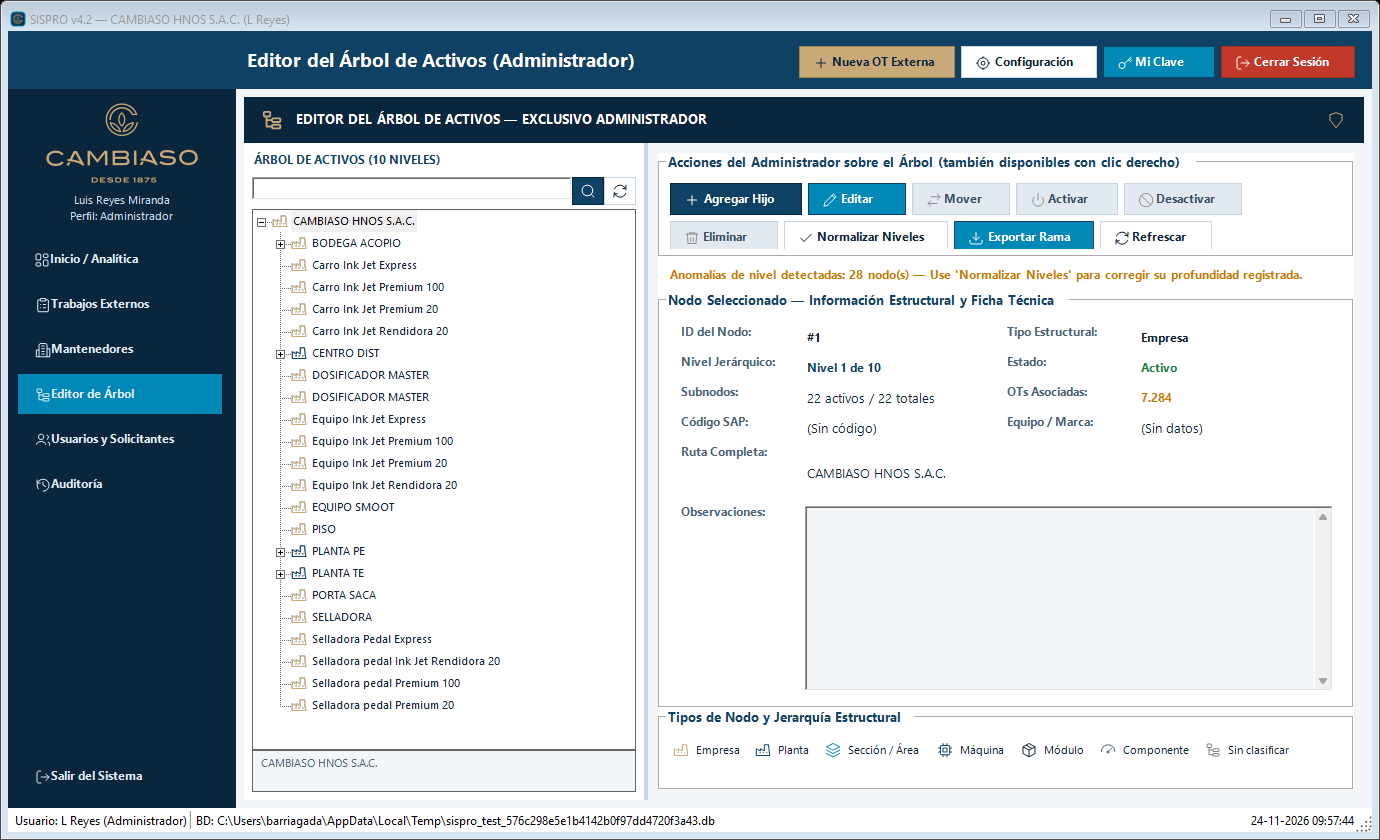 SISPRO v4.2 — CAMBIASO HNOS S.A.C. (L Reyes)
Editor del Árbol de Activos (Administrador)
Nueva OT Externa
Configuración
Mi Clave
Cerrar Sesión
CAMBIASO
DESDE 1875
Luis Reyes Miranda
Perfil: Administrador
Inicio / Analítica
Trabajos Externos
Mantenedores
Editor de Árbol
Usuarios y Solicitantes
Auditoría
Salir del Sistema
EDITOR DEL ÁRBOL DE ACTIVOS — EXCLUSIVO ADMINISTRADOR
ÁRBOL DE ACTIVOS (10 NIVELES)
CAMBIASO HNOS S.A.C.
BODEGA ACOPIO
Carro Ink Jet Express
Carro Ink Jet Premium 100
Carro Ink Jet Premium 20
Carro Ink Jet Rendidora 20
CENTRO DIST
DOSIFICADOR MASTER
DOSIFICADOR MASTER
Equipo Ink Jet Express
Equipo Ink Jet Premium 100
Equipo Ink Jet Premium 20
Equipo Ink Jet Rendidora 20
EQUIPO SMOOT
PISO
PLANTA PE
PLANTA TE
PORTA SACA
SELLADORA
Selladora Pedal Express
Selladora pedal Ink Jet Rendidora 20
Selladora pedal Premium 100
Selladora pedal Premium 20
CAMBIASO HNOS S.A.C.
Acciones del Administrador sobre el Árbol (también disponibles con clic derecho)
Agregar Hijo
Editar
Mover
Activar
Desactivar
Eliminar
Normalizar Niveles
Exportar Rama
Refrescar
Anomalías de nivel detectadas: 28 nodo(s) — Use 'Normalizar Niveles' para corregir su profundidad registrada.
Nodo Seleccionado — Información Estructural y Ficha Técnica
ID del Nodo: #1
Tipo Estructural: Empresa
Nivel Jerárquico: Nivel 1 de 10
Estado: Activo
Subnodos: 22 activos / 22 totales
OTs Asociadas: 7.284
Código SAP: (Sin código)
Equipo / Marca: (Sin datos)
Ruta Completa:
CAMBIASO HNOS S.A.C.
Observaciones:
Tipos de Nodo y Jerarquía Estructural
Empresa
Planta
Sección / Área
Máquina
Módulo
Componente
Sin clasificar
Usuario: L Reyes (Administrador)
BD: C:\Users\barriagada\AppData\Local\Temp\sispro_test_576c298e5e1b4142b0f97dd4720f3a43.db
24-11-2026 09:57:44